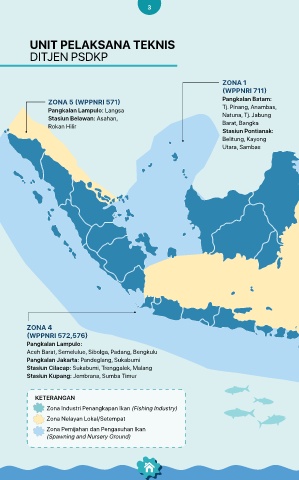 3
UNIT PELAKSANA TEKNIS
DITJEN PSDKP
ZONA 1
(WPPNRI 711)
Pangkalan Batam:
Tj. Pinang, Anambas,
Natuna, Tj. Jabung
Barat, Bangka
Stasiun Pontianak:
Belitung, Kayong
Utara, Sambas
ZONA 5 (WPPNRI 571)
Pangkalan Lampulo: Langsa
Stasiun Belawan: Asahan,
Rokan Hilir
ZONA 4
(WPPNRI 572,576)
Pangkalan Lampulo:
Aceh Barat, Semelulue, Sibolga, Padang, Bengkulu
Pangkalan Jakarta: Pandeglang, Sukabumi
Stasiun Cilacap: Sukabumi, Trenggalek, Malang
Stasiun Kupang: Jembrana, Sumba Timur
KETERANGAN
Zona Industri Penangkapan Ikan (Fishing Industry)
Zona Nelayan Lokal/Setempat
Zona Pemijahan dan Pengasuhan Ikan
(Spawning and Nursery Ground)